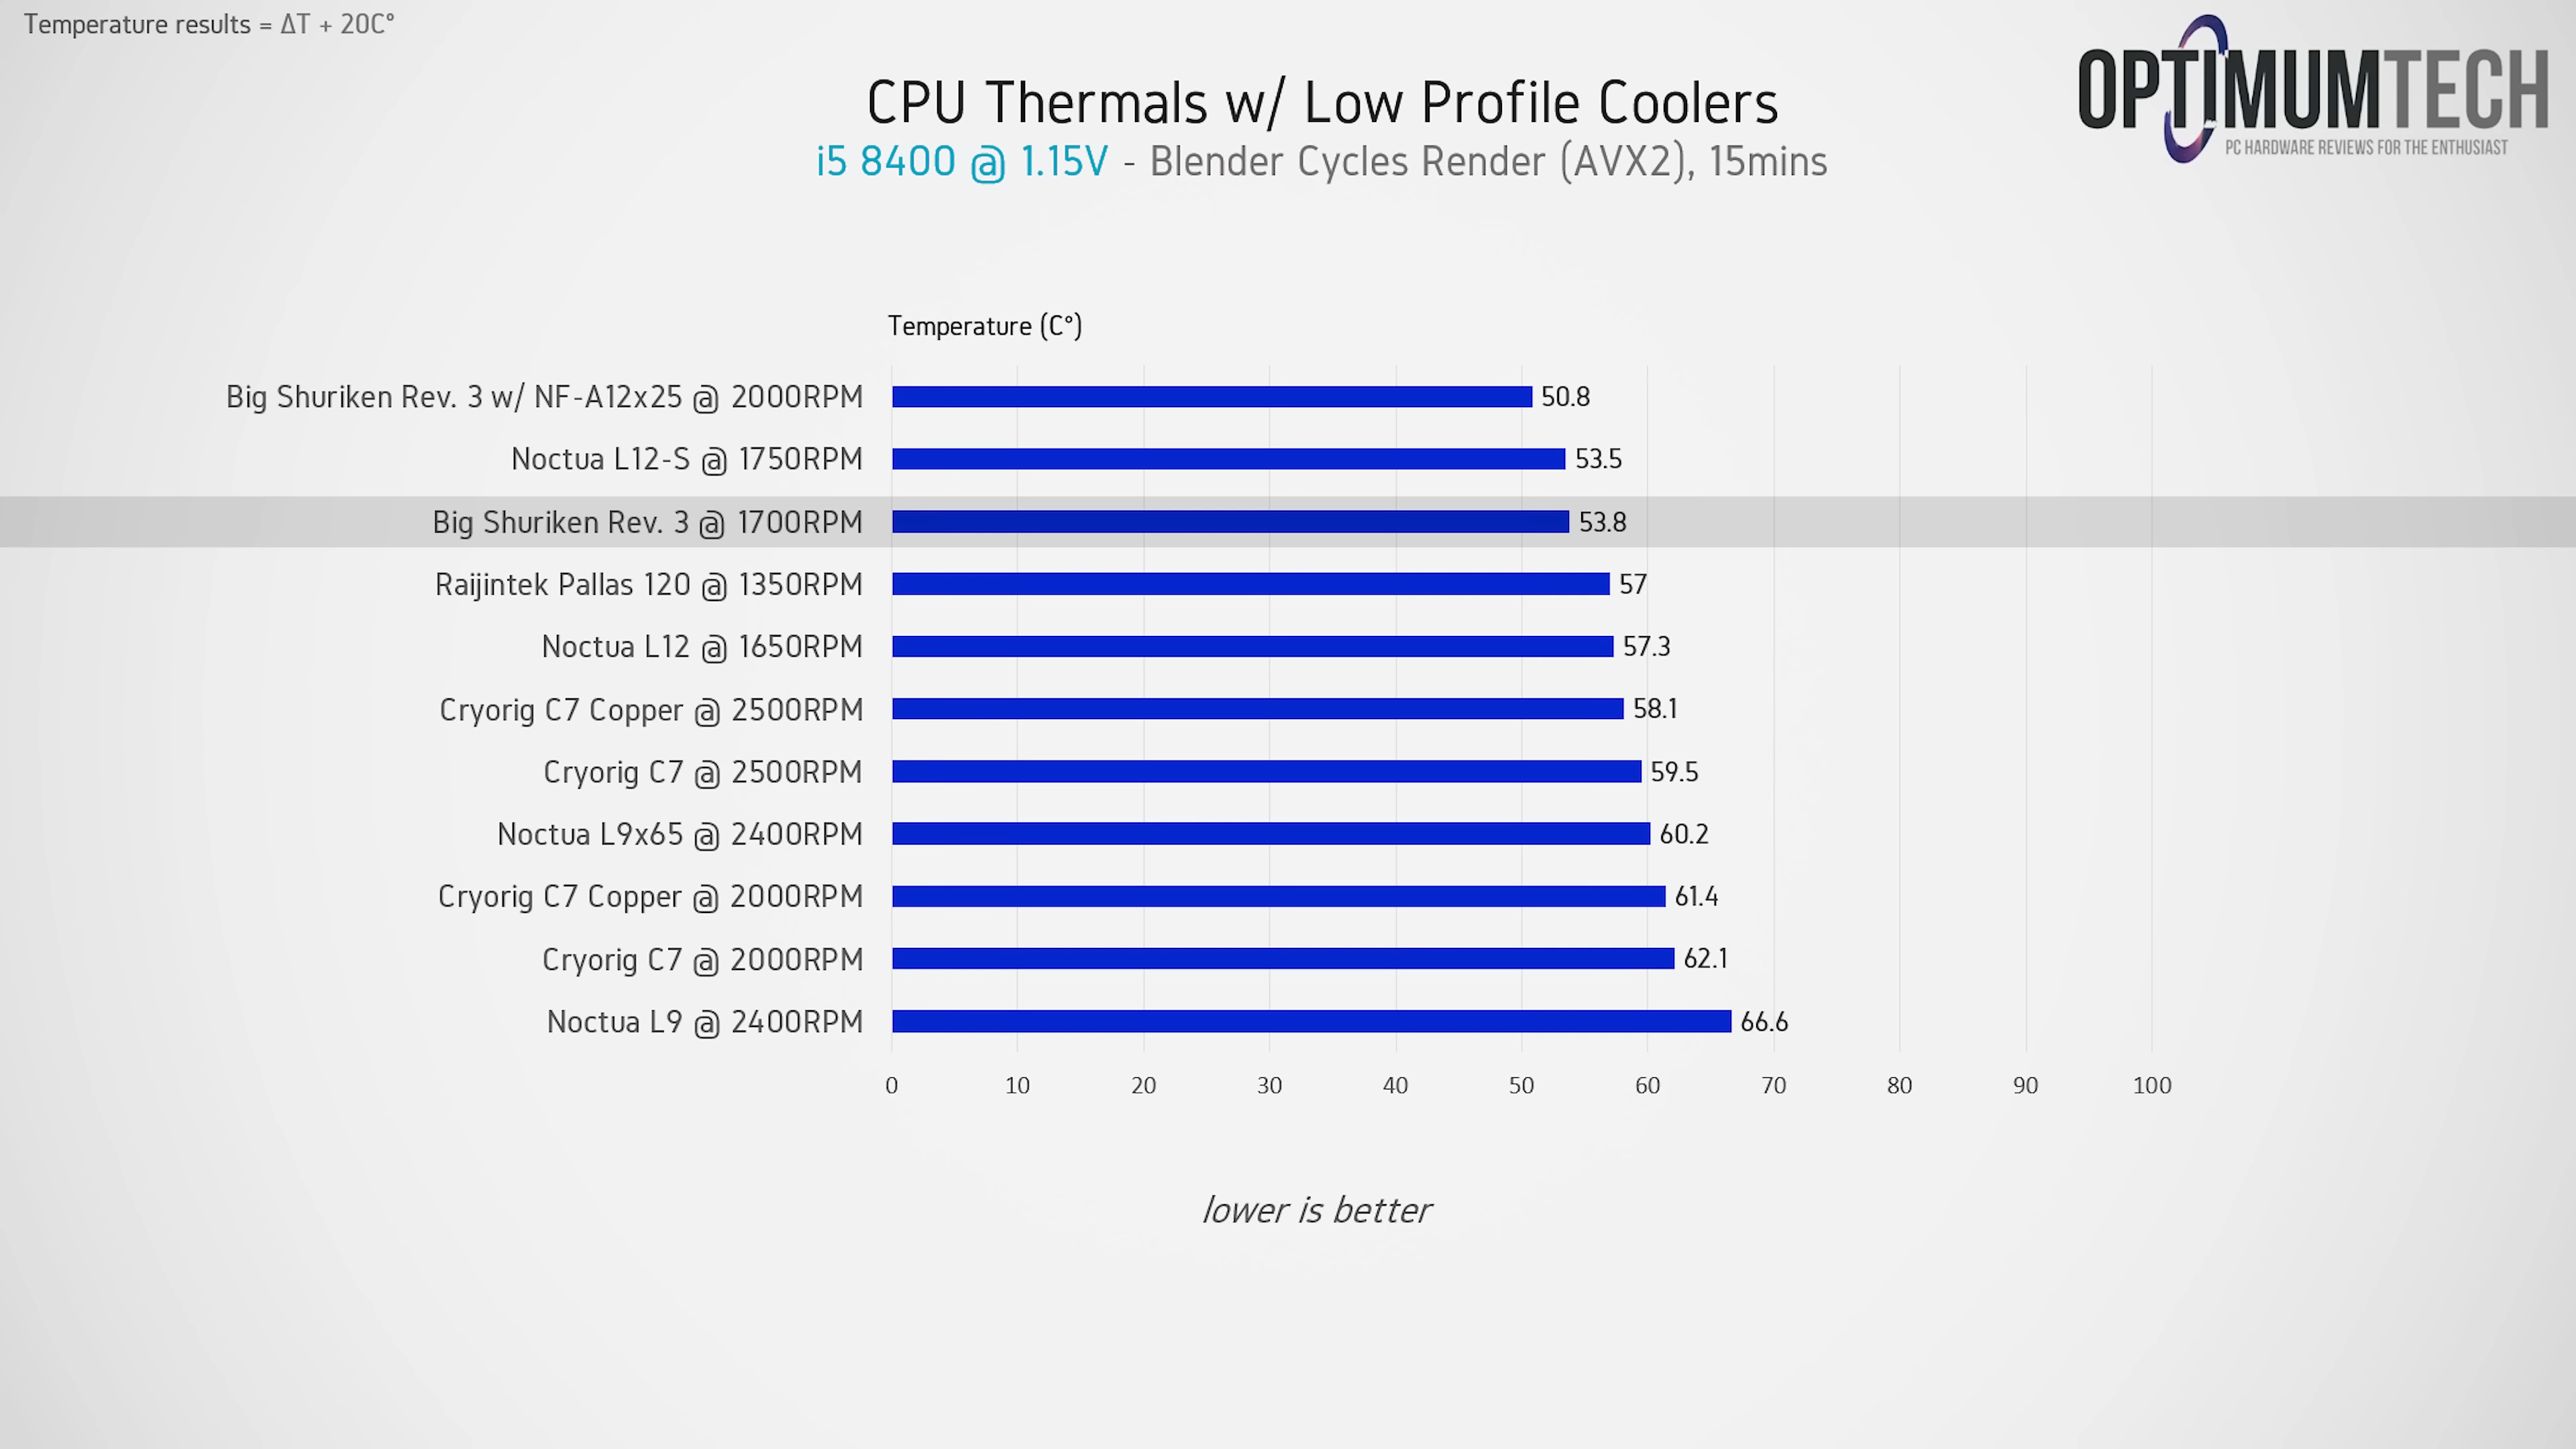 Temperature results = ΔT + 20C°
OPTIMUMTECH
PC HARDWARE REVIEWS FOR THE ENTHUSIAST
CPU Thermals w/ Low Profile Coolers
i5 8400 @ 1.15V - Blender Cycles Render (AVX2), 15mins
Temperature (C°)
Big Shuriken Rev. 3 w/ NF-A12x25 @ 2000RPM 50.8
Noctua L12-S @ 1750RPM 53.5
Big Shuriken Rev. 3 @ 1700RPM 53.8
Raijintek Pallas 120 @ 1350RPM 57
Noctua L12 @ 1650RPM 57.3
Cryorig C7 Copper @ 2500RPM 58.1
Cryorig C7 @ 2500RPM 59.5
Noctua L9x65 @ 2400RPM 60.2
Cryorig C7 Copper @ 2000RPM 61.4
Cryorig C7 @ 2000RPM 62.1
Noctua L9 @ 2400RPM 66.6
0 10 20 30 40 50 60 70 80 90 100
lower is better